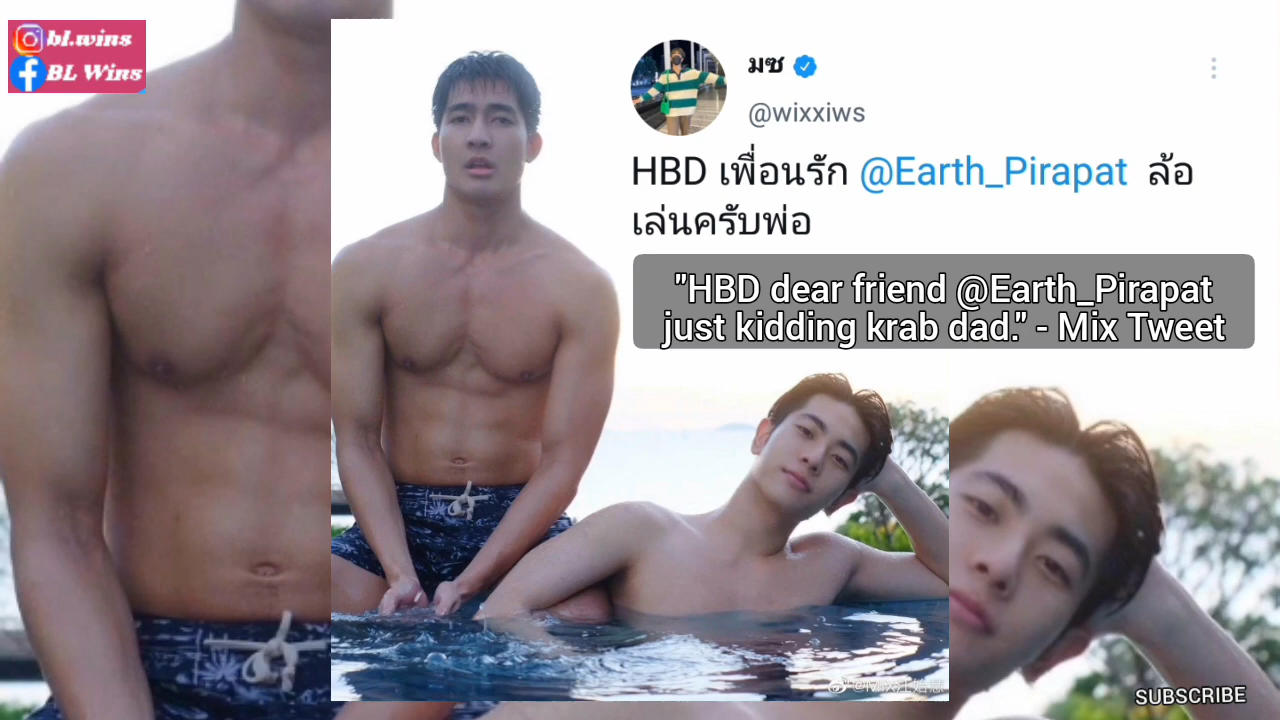 bl.wins
BL Wins
มซ
@wixxiws
HBD เพื่อนรัก @Earth_Pirapat ล้อ
เล่นครับพ่อ
"HBD dear friend @Earth_Pirapat
just kidding krab dad." - Mix Tweet
SUBSCRIBE